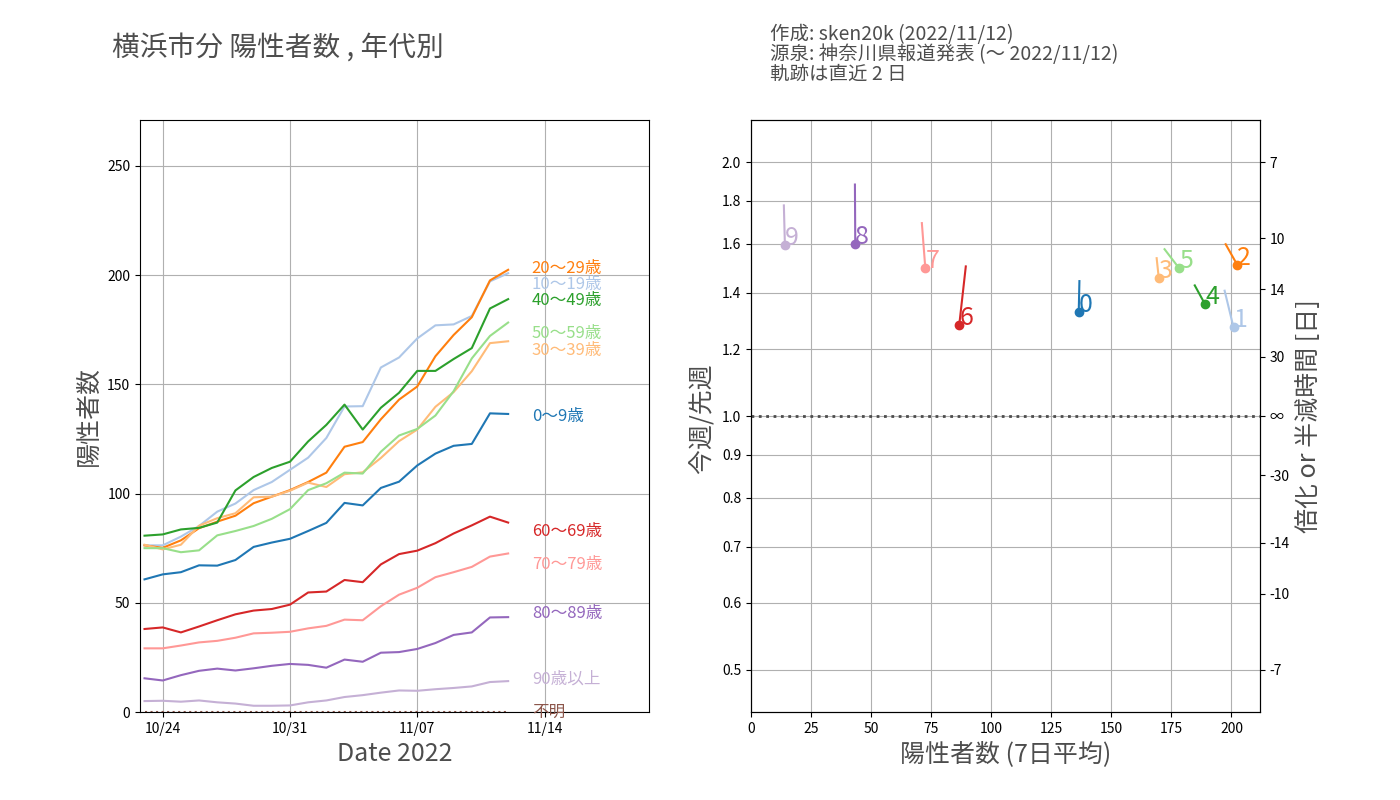 横浜市分 陽性者数 , 年代別
作成: sken20k (2022/11/12)
源泉: 神奈川県報道発表 (〜 2022/11/12)
軌跡は直近 2 日
陽性者数
250
200
150
100
50
0
10/24
10/31
11/07
11/14
Date 2022
20〜29歳
10〜19歳
40〜49歳
50〜59歳
30〜39歳
0〜9歳
60〜69歳
70〜79歳
80〜89歳
90歳以上
不明
今週/先週
2.0
1.8
1.6
1.4
1.2
1.0
0.9
0.8
0.7
0.6
0.5
9
8
7
6
0
3
5
4
2
1
0
25
50
75
100
125
150
175
200
陽性者数 (7日平均)
7
10
14
30
∞
-30
-14
-10
-7
倍化 or 半減時間 [日]